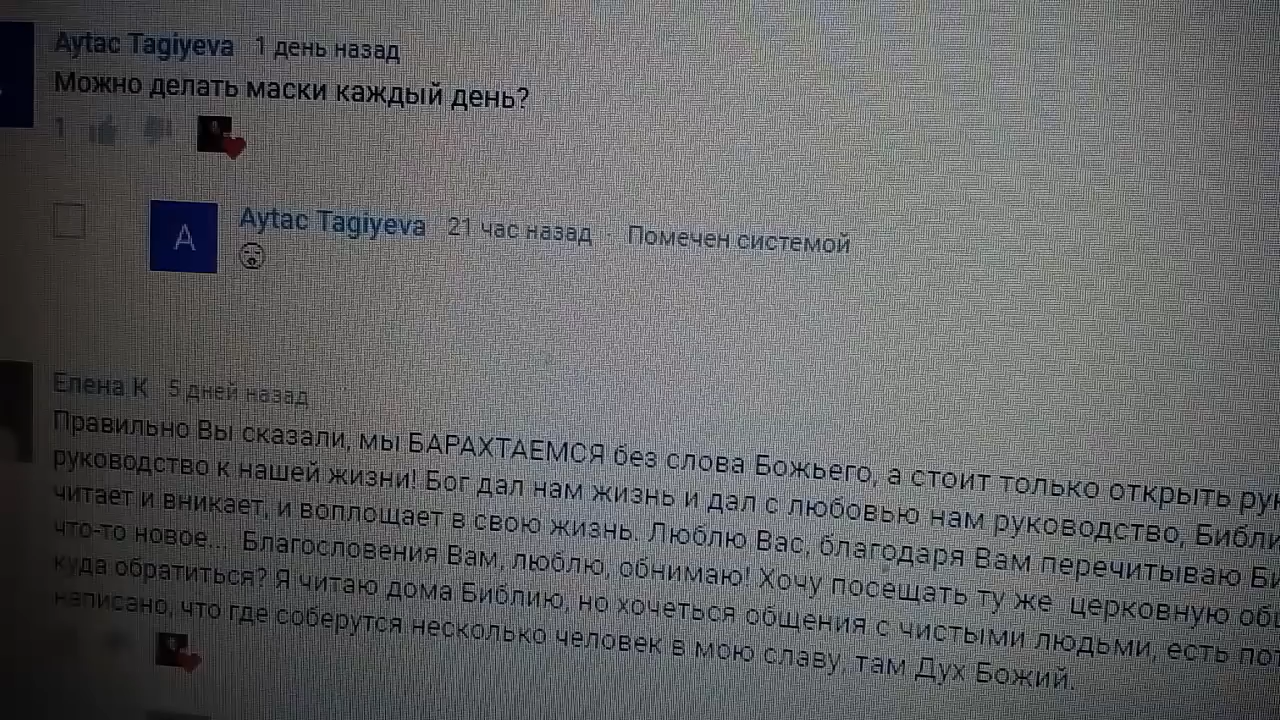 Aytac Tagiyeva 1 день назад
Можно делать маски каждый день?
1
A
Aytac Tagiyeva 21 час назад · Помечен системой
Елена К 5 дней назад
Правильно Вы сказали, мы БАРАХТАЕМСЯ без слова Божьего, а стоит только открыть
руководство к нашей жизни! Бог дал нам жизнь и дал с любовью нам руководство,
читает и вникает, и воплощает в свою жизнь. Люблю Вас, благодаря Вам перечитываю
что-то новое... Благословения Вам, люблю, обнимаю! Хочу посещать ту же церковную
куда обратиться? Я читаю дома Библию, но хочеться общения с чистыми людьми, есть
написано, что где соберутся несколько человек в мою славу, там Дух Божий.